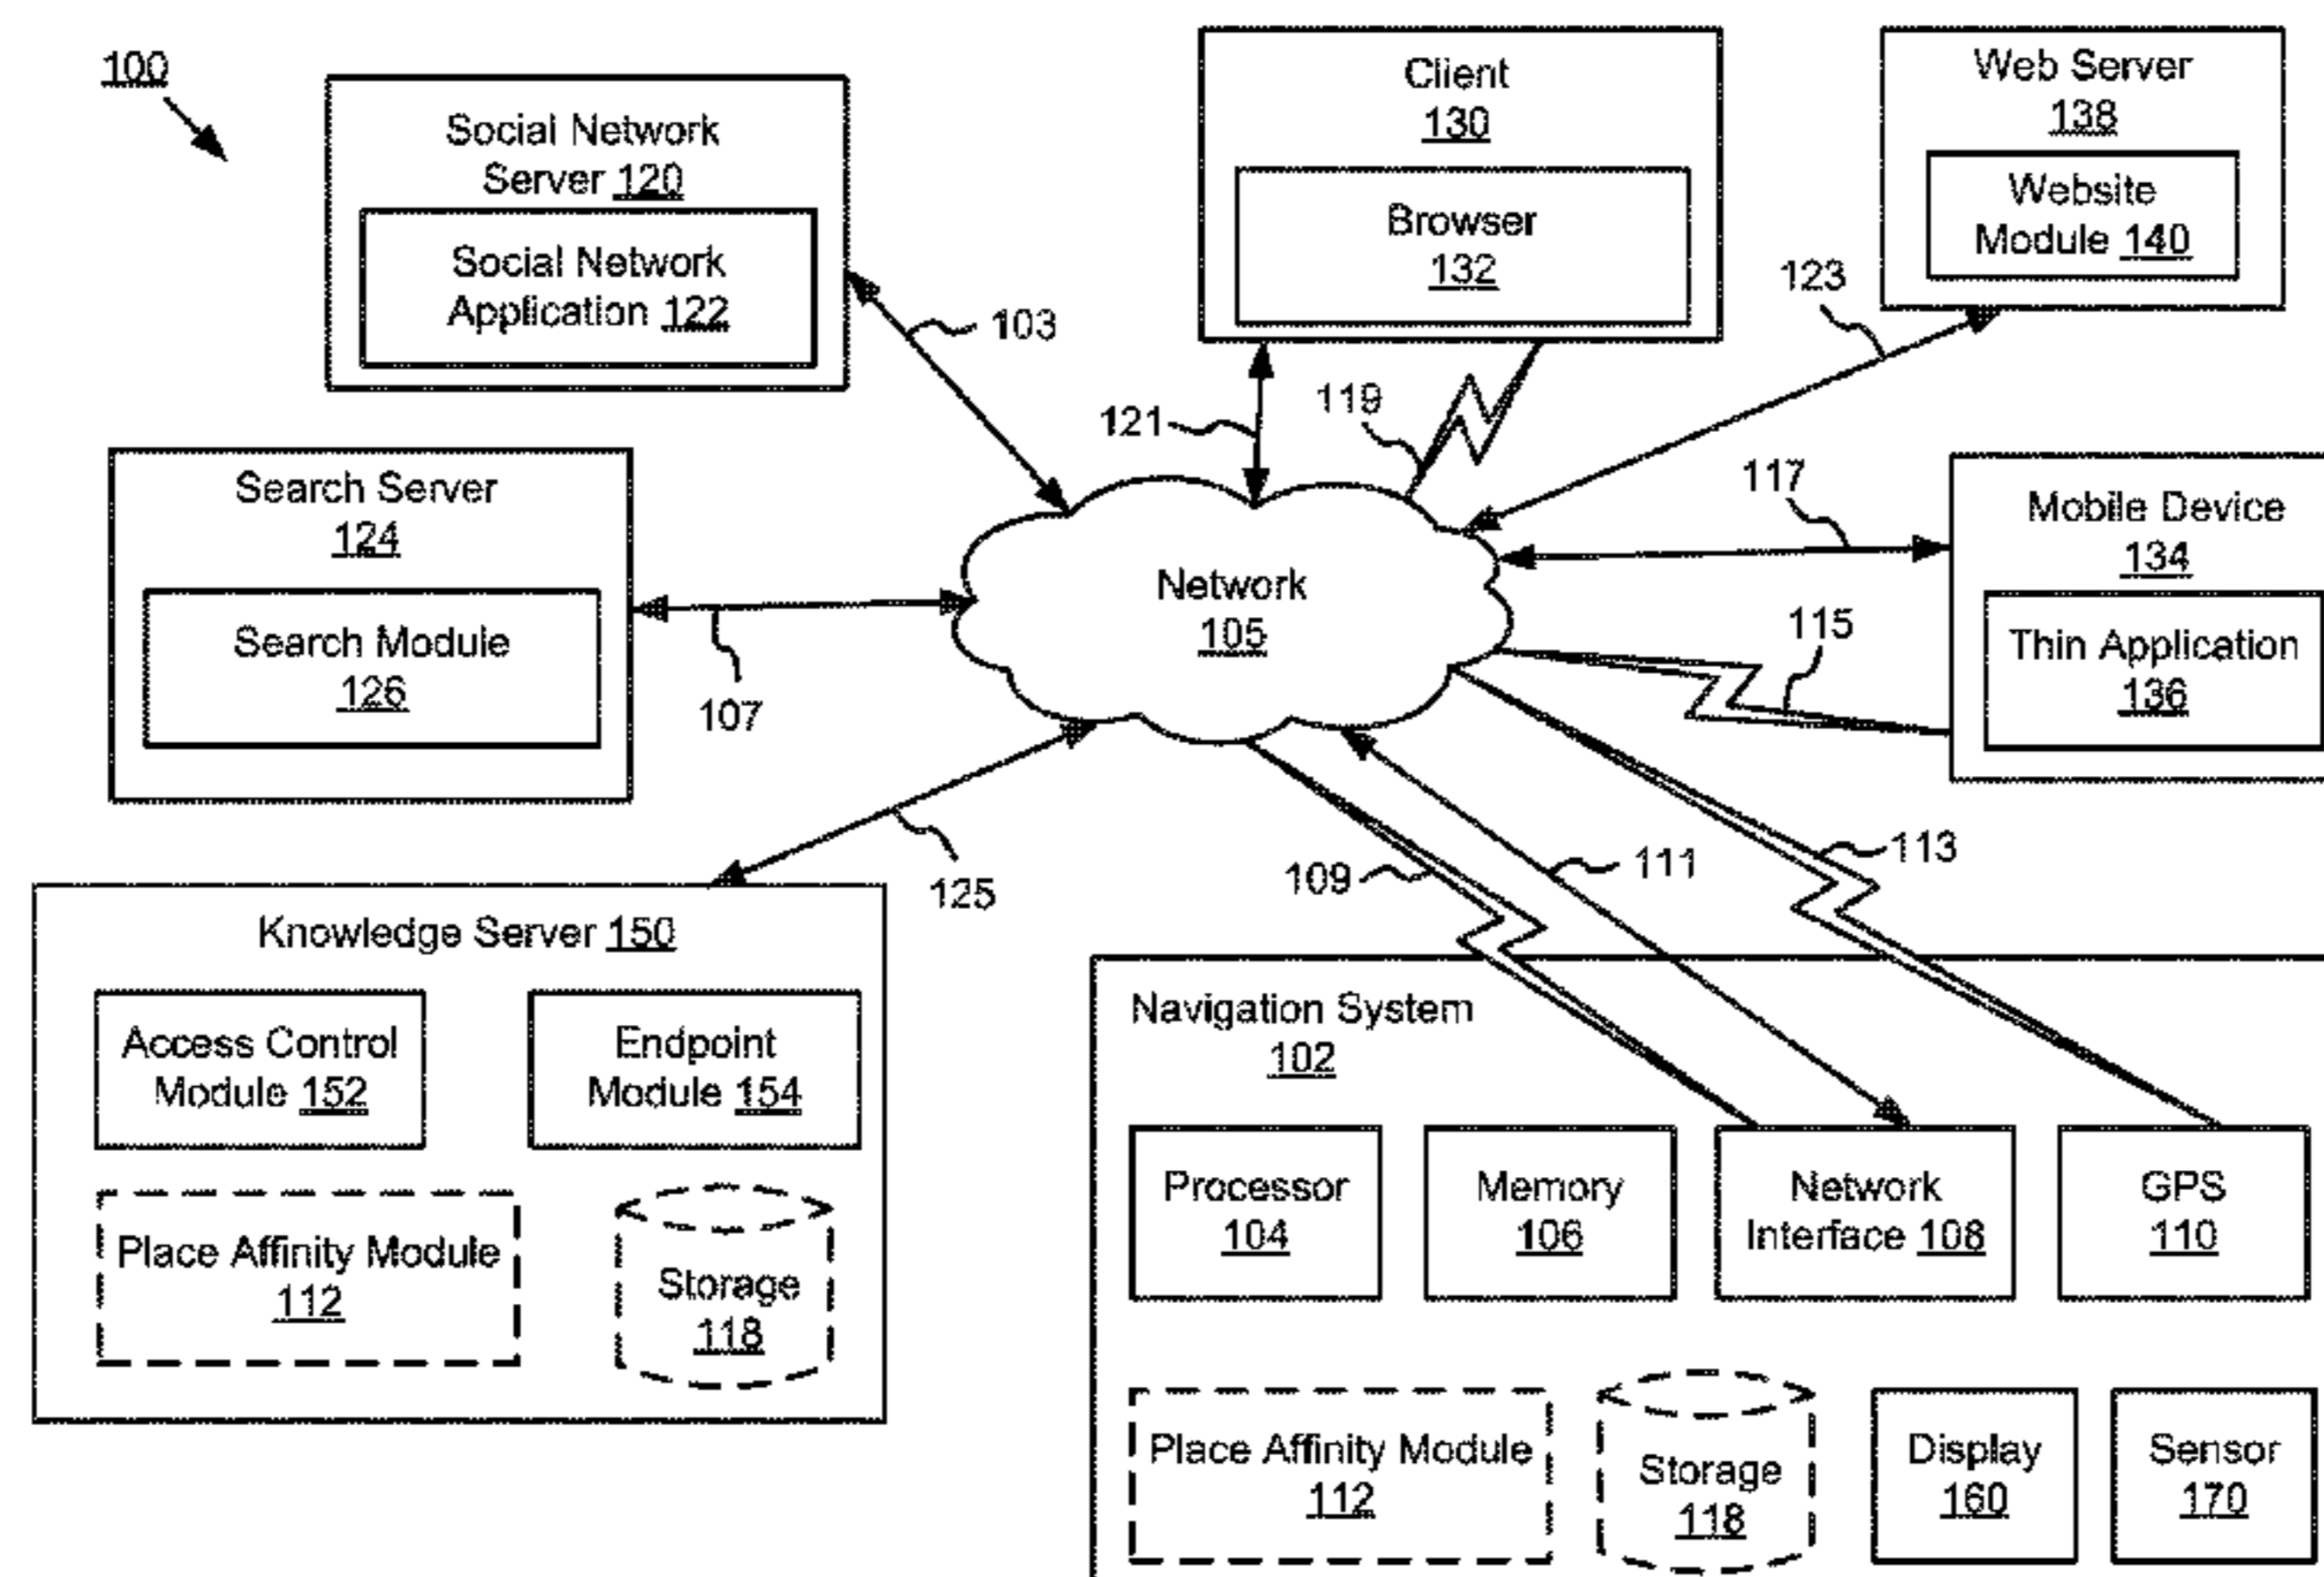 100
Social Network
Server 120
Social Network
Application 122
103
Client
130
Browser
132
Web Server
138
Website
Module 140
123
121
119
117
Search Server
124
Search Module
126
107
Network
105
Mobile Device
134
Thin Application
136
115
125
109
111
113
Knowledge Server 150
Access Control
Module 152
Endpoint
Module 154
Place Affinity Module
112
Storage
118
Navigation System
102
Processor
104
Memory
106
Network
Interface 108
GPS
110
Place Affinity Module
112
Storage
118
Display
160
Sensor
170